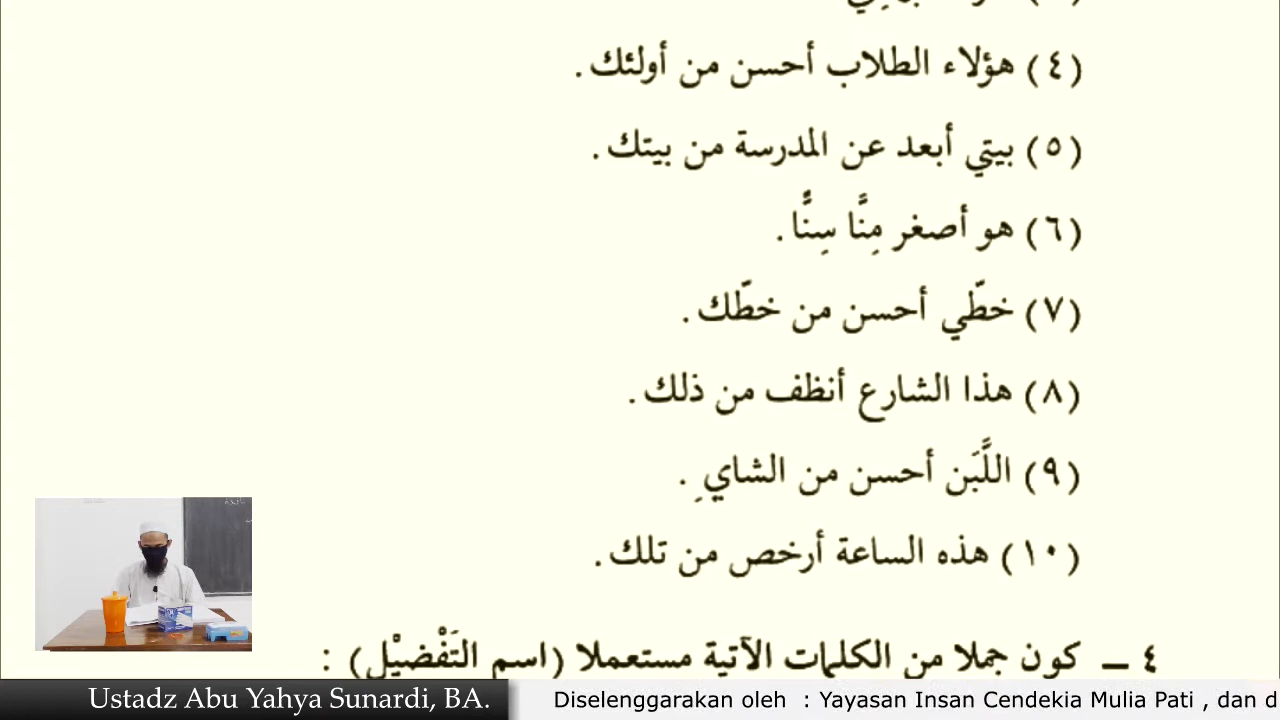 (٤) هؤلاء الطلاب أحسن من أولئك.
(٥) بيتي أبعد عن المدرسة من بيتك.
(٦) هو أصغر مِنَّا سِنًّا.
(٧) خطّي أحسن من خطّك.
(٨) هذا الشارع أنظف من ذلك.
(٩) اللَّبَن أحسن من الشايِ.
(١٠) هذه الساعة أرخص من تلك.
٤ ــ كون جملا من الكلمات الآتية مستعملا (اسم التَفْضيْل) :
Ustadz Abu Yahya Sunardi, BA.
Diselenggarakan oleh : Yayasan Insan Cendekia Mulia Pati , dan d